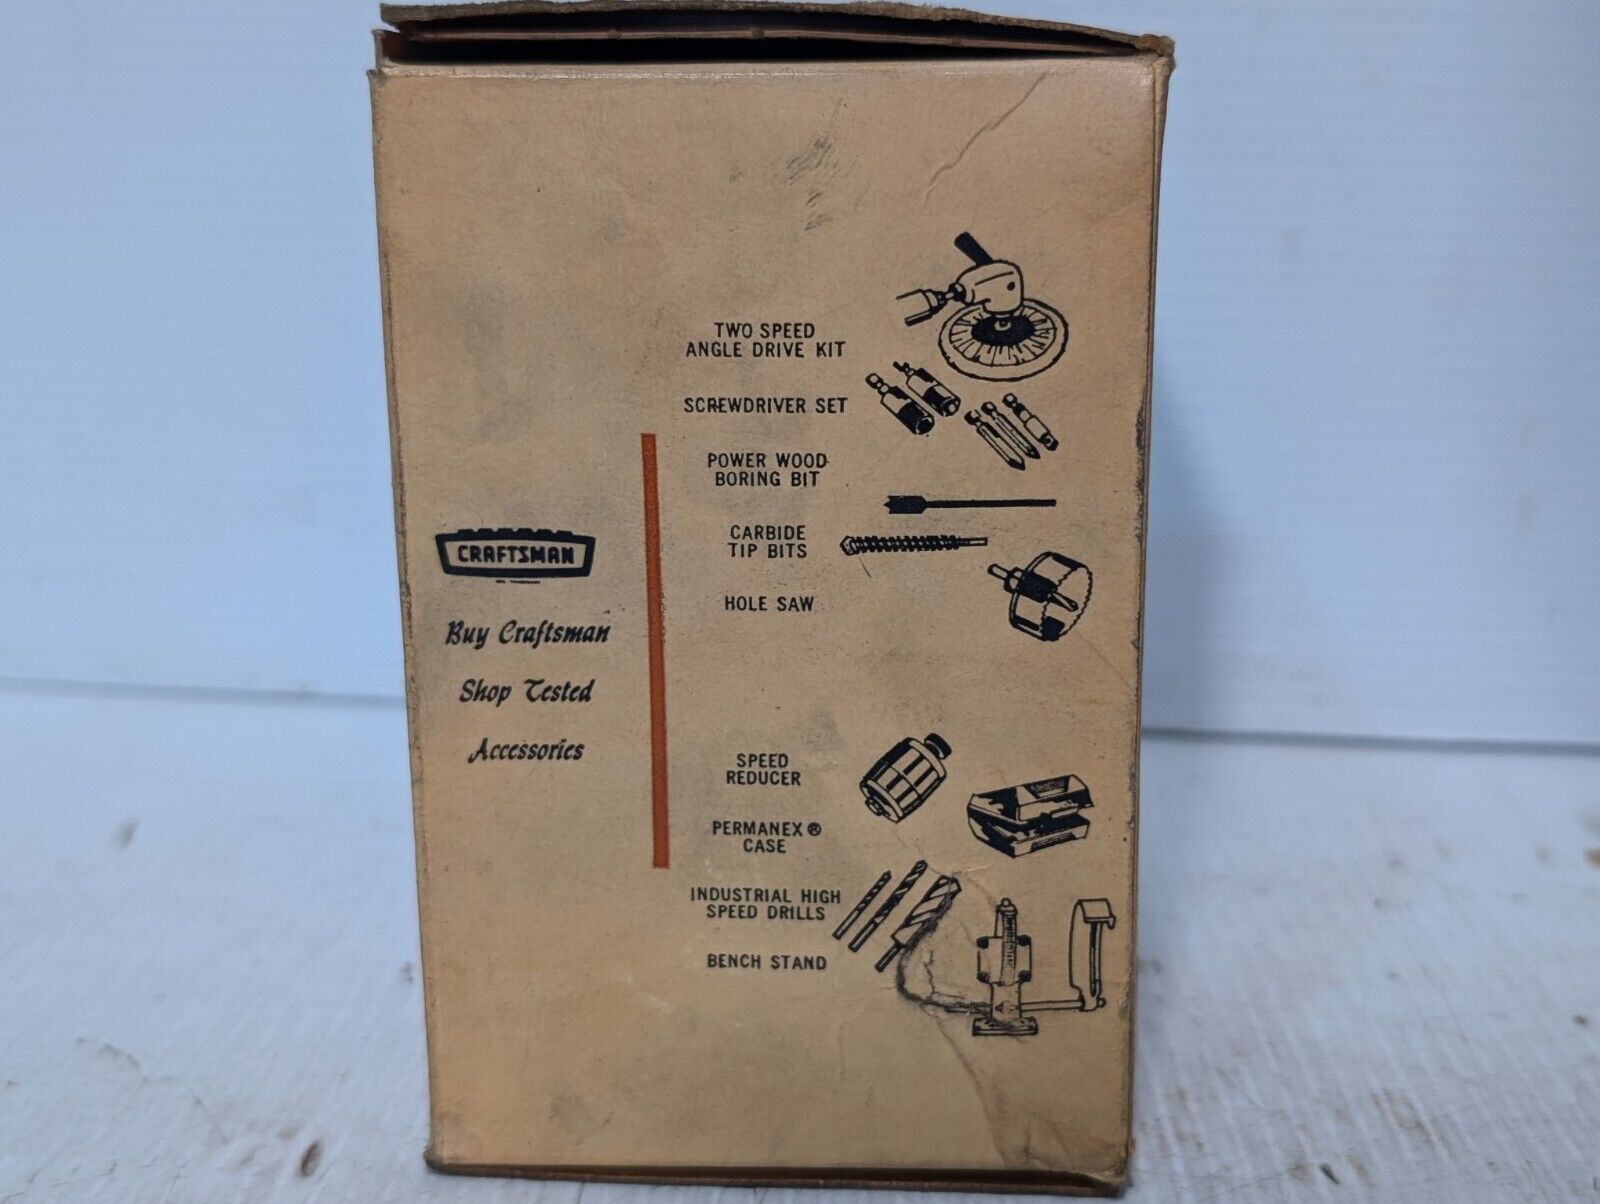 CRAFTSMAN
Buy Craftsman
Shop Tested
Accessories
TWO SPEED
ANGLE DRIVE KIT
SCREWDRIVER SET
POWER WOOD
BORING BIT
CARBIDE
TIP BITS
HOLE SAW
SPEED
REDUCER
PERMANEX®
CASE
INDUSTRIAL HIGH
SPEED DRILLS
BENCH STAND